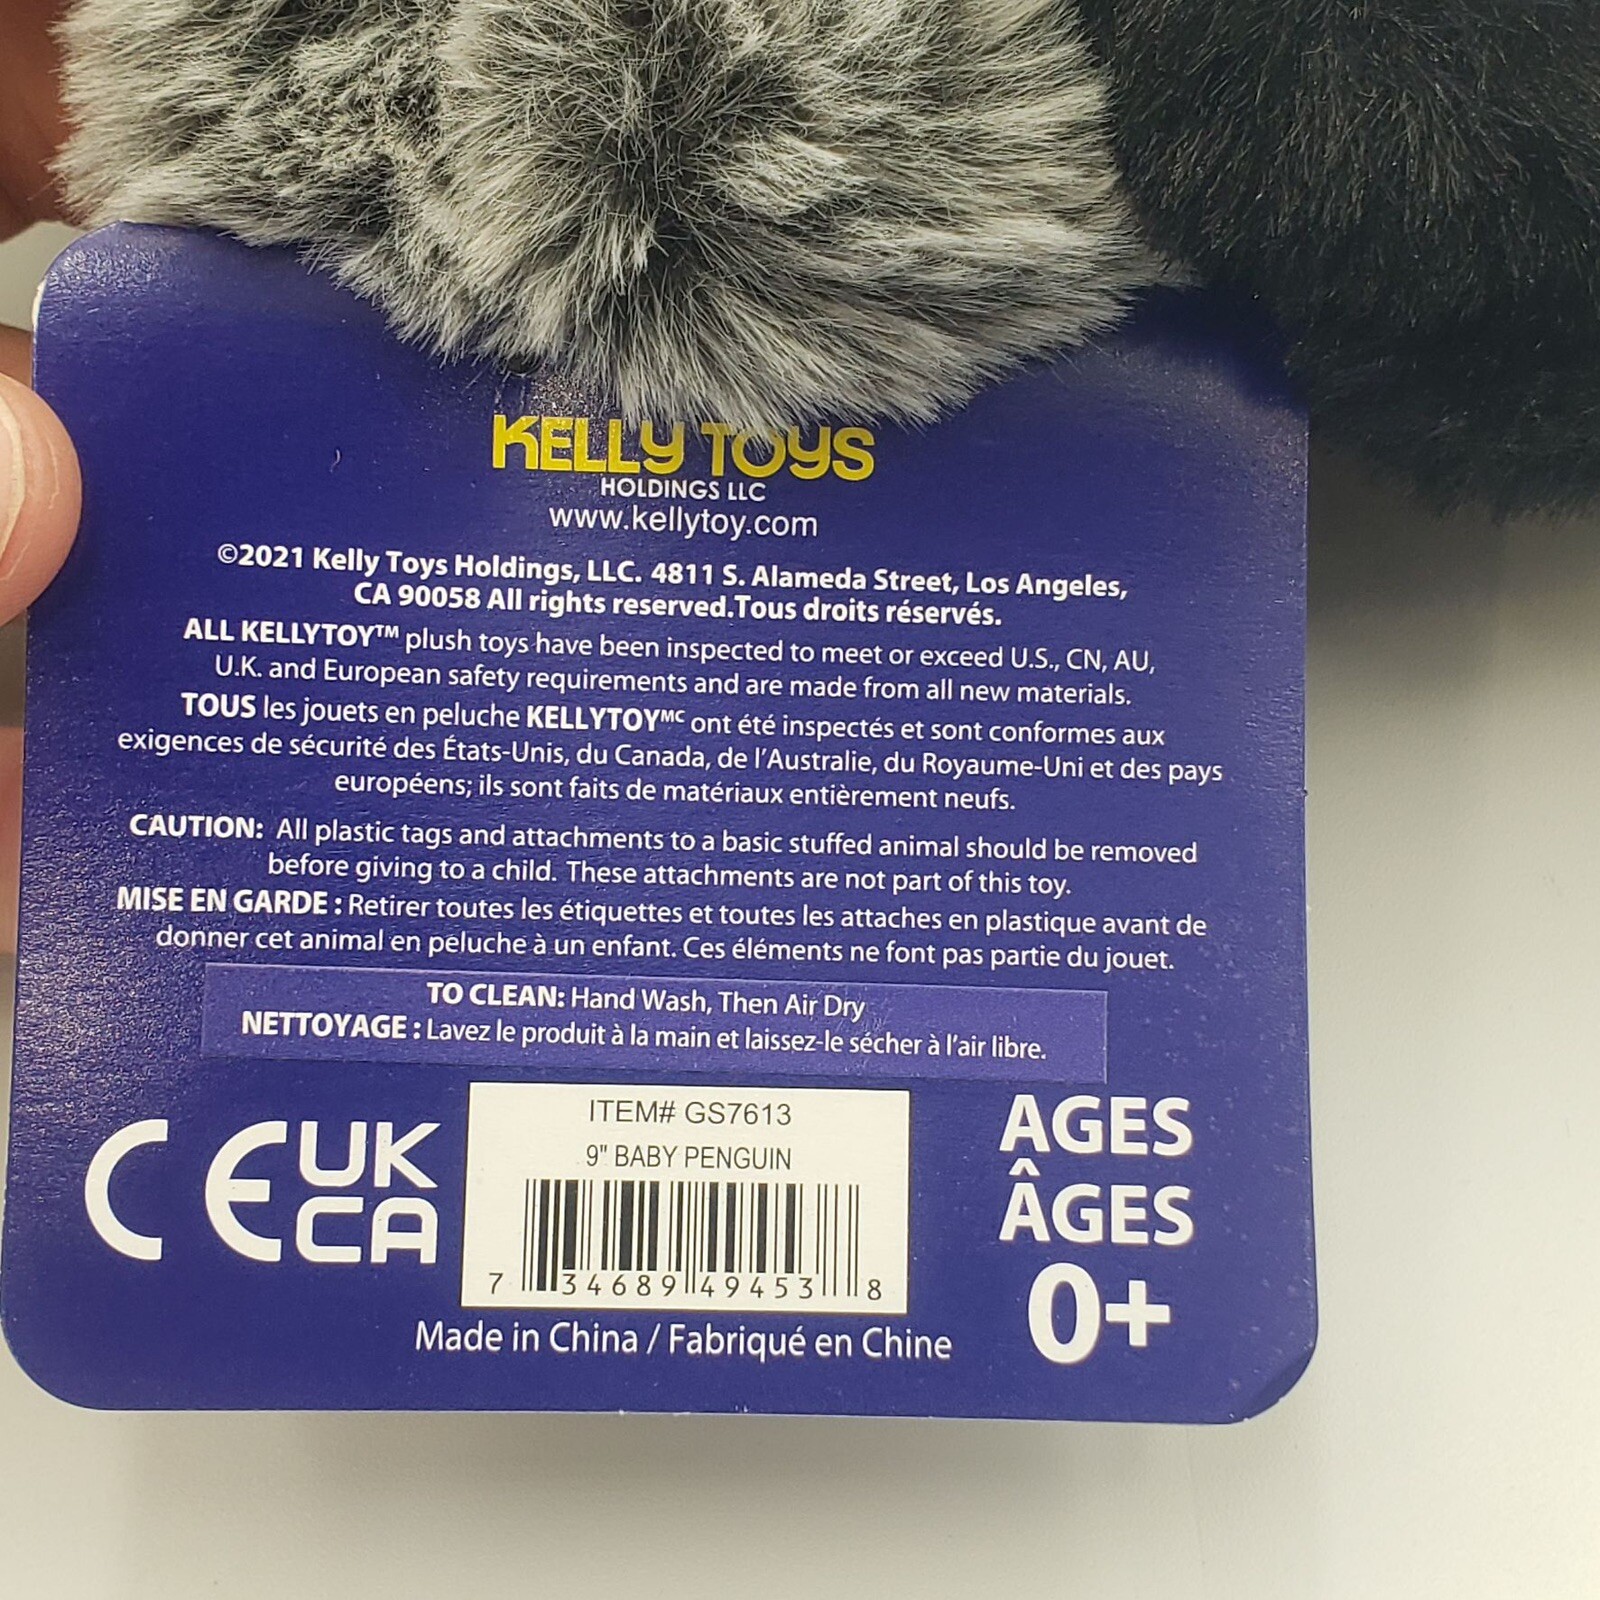 KELLY TOYS
HOLDINGS LLC
www.kellytoy.com
©2021 Kelly Toys Holdings, LLC. 4811 S. Alameda Street, Los Angeles,
CA 90058 All rights reserved.Tous droits réservés.
ALL KELLYTOY™ plush toys have been inspected to meet or exceed U.S., CN, AU,
U.K. and European safety requirements and are made from all new materials.
TOUS les jouets en peluche KELLYTOYᴹᶜ ont été inspectés et sont conformes aux
exigences de sécurité des États-Unis, du Canada, de l'Australie, du Royaume-Uni et des pays
européens; ils sont faits de matériaux entièrement neufs.
CAUTION: All plastic tags and attachments to a basic stuffed animal should be removed
before giving to a child. These attachments are not part of this toy.
MISE EN GARDE : Retirer toutes les étiquettes et toutes les attaches en plastique avant de
donner cet animal en peluche à un enfant. Ces éléments ne font pas partie du jouet.
TO CLEAN: Hand Wash, Then Air Dry
NETTOYAGE : Lavez le produit à la main et laissez-le sécher à l'air libre.
CE
UK
CA
ITEM# GS7613
9" BABY PENGUIN
7 34689 49453 8
AGES
ÂGES
0+
Made in China / Fabriqué en Chine